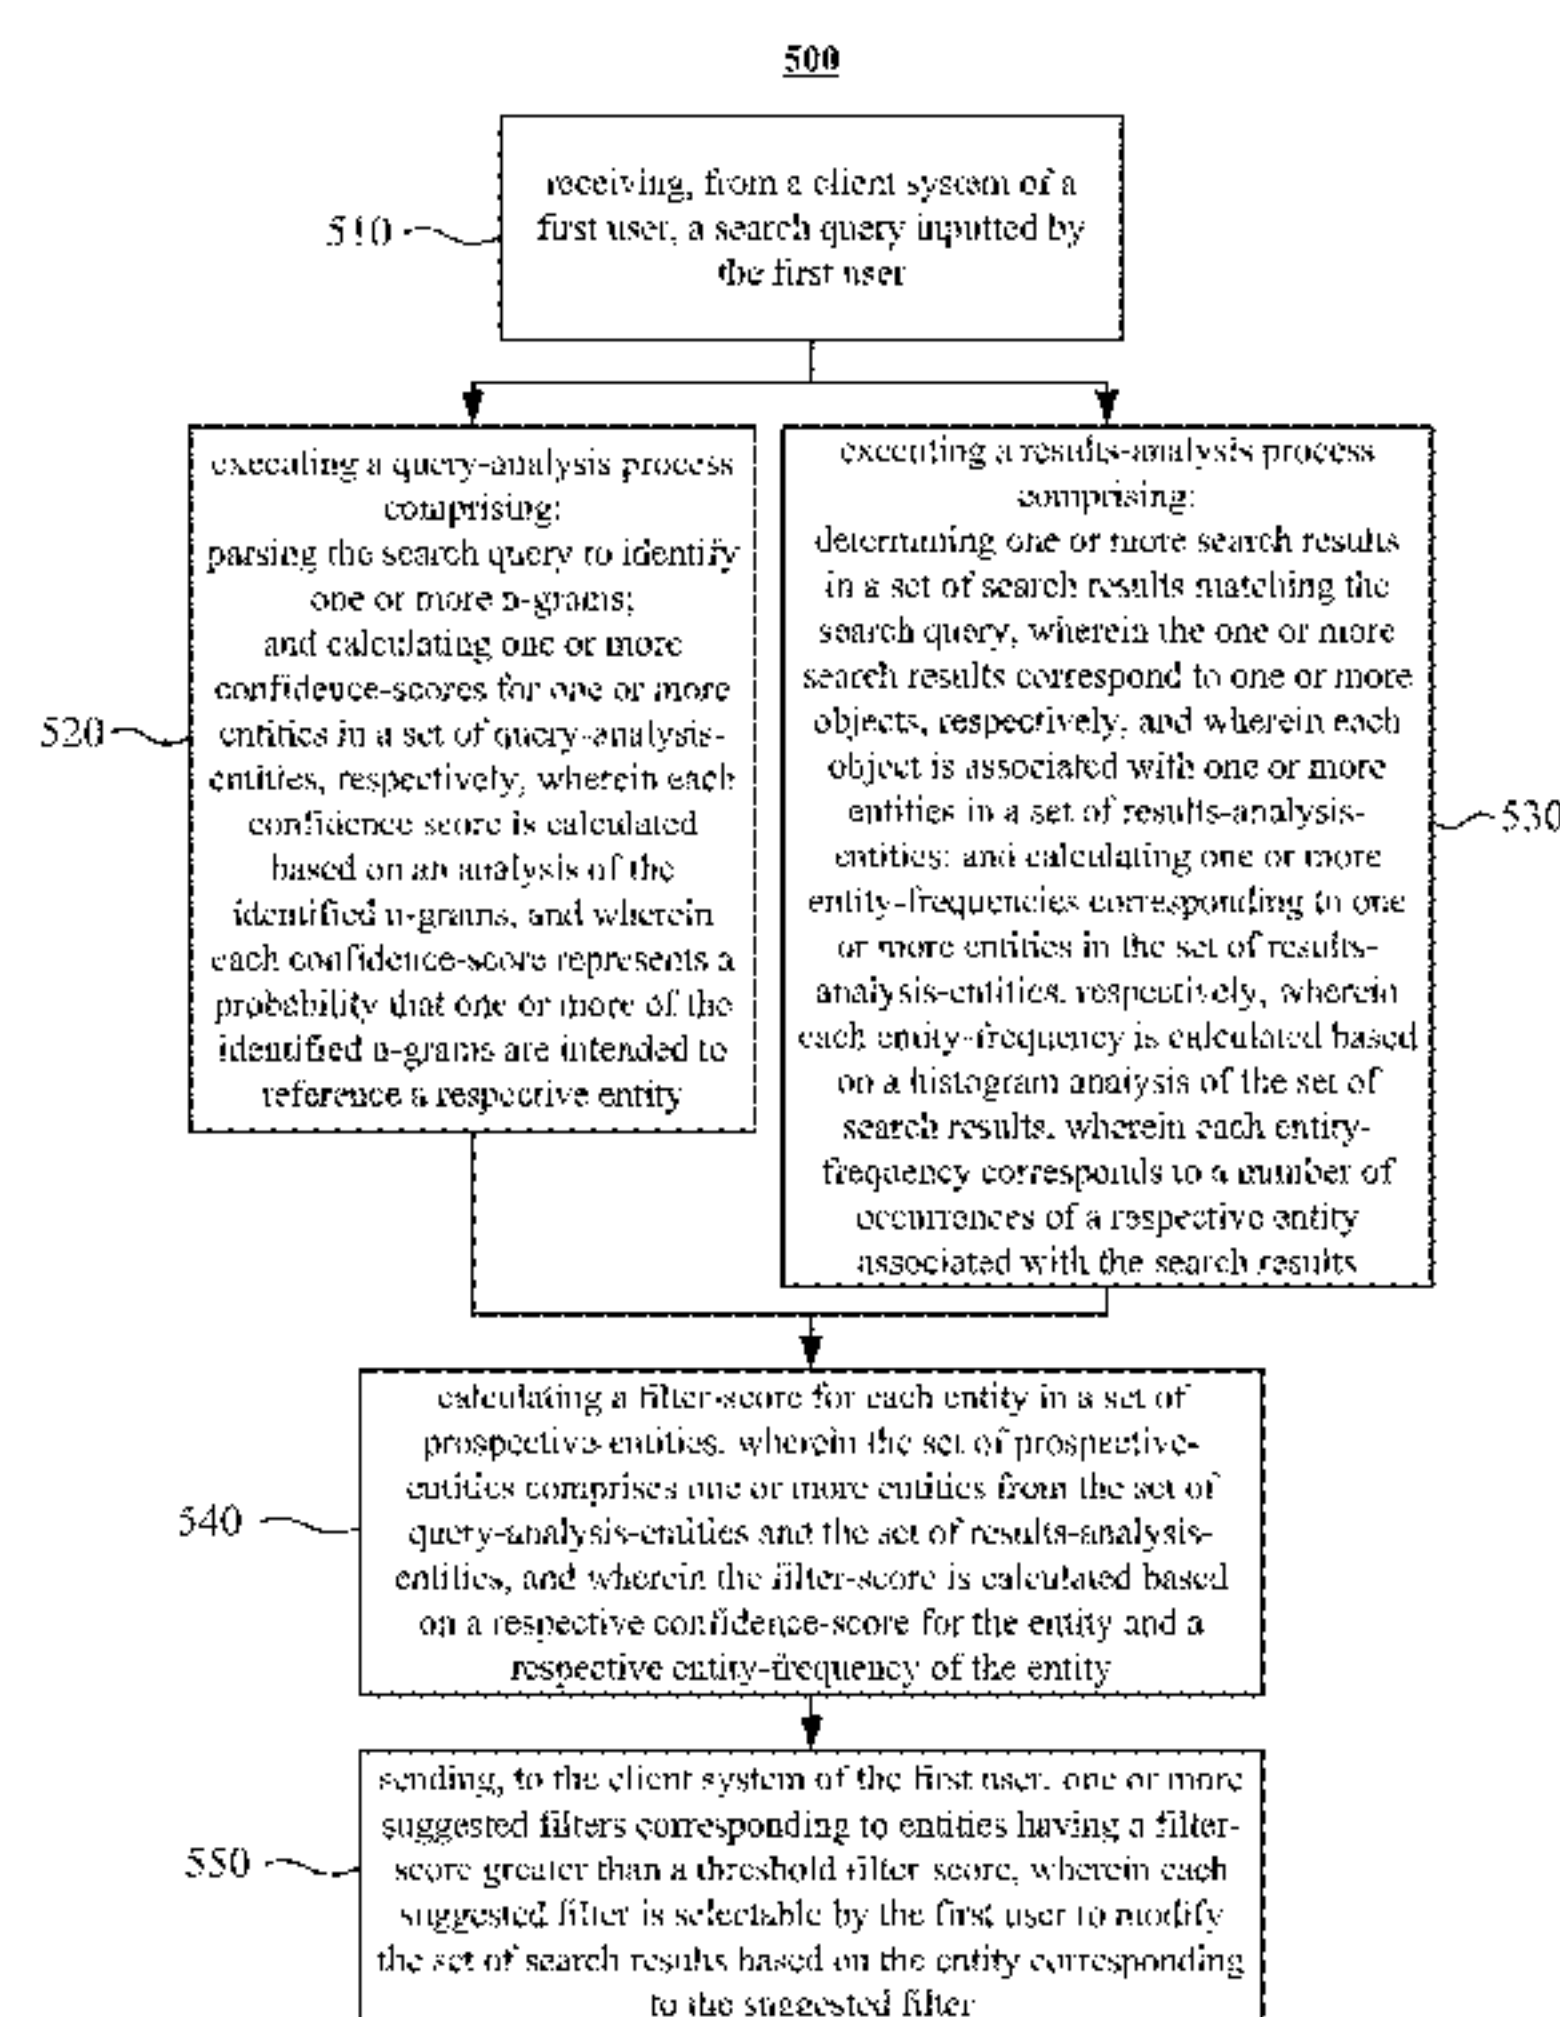 500
510
receiving, from a client system of a
first user, a search query inputted by
the first user
520
executing a query-analysis process
comprising:
parsing the search query to identify
one or more n-grams;
and calculating one or more
confidence-scores for one or more
entities in a set of query-analysis-
entities, respectively, wherein each
confidence score is calculated
based on an analysis of the
identified n-grams, and wherein
each confidence-score represents a
probability that one or more of the
identified n-grams are intended to
reference a respective entity
executing a results-analysis process
comprising:
determining one or more search results
in a set of search results matching the
search query, wherein the one or more
search results correspond to one or more
objects, respectively, and wherein each
object is associated with one or more
entities in a set of results-analysis-
entities; and calculating one or more
entity-frequencies corresponding to one
or more entities in the set of results-
analysis-entities, respectively, wherein
each entity-frequency is calculated based
on a histogram analysis of the set of
search results, wherein each entity-
frequency corresponds to a number of
occurrences of a respective entity
associated with the search results
530
540
calculating a filter-score for each entity in a set of
prospective-entities, wherein the set of prospective-
entities comprises one or more entities from the set of
query-analysis-entities and the set of results-analysis-
entities, and wherein the filter-score is calculated based
on a respective confidence-score for the entity and a
respective entity-frequency of the entity
550
sending, to the client system of the first user, one or more
suggested filters corresponding to entities having a filter-
score greater than a threshold filter score, wherein each
suggested filter is selectable by the first user to modify
the set of search results based on the entity corresponding
to the suggested filter